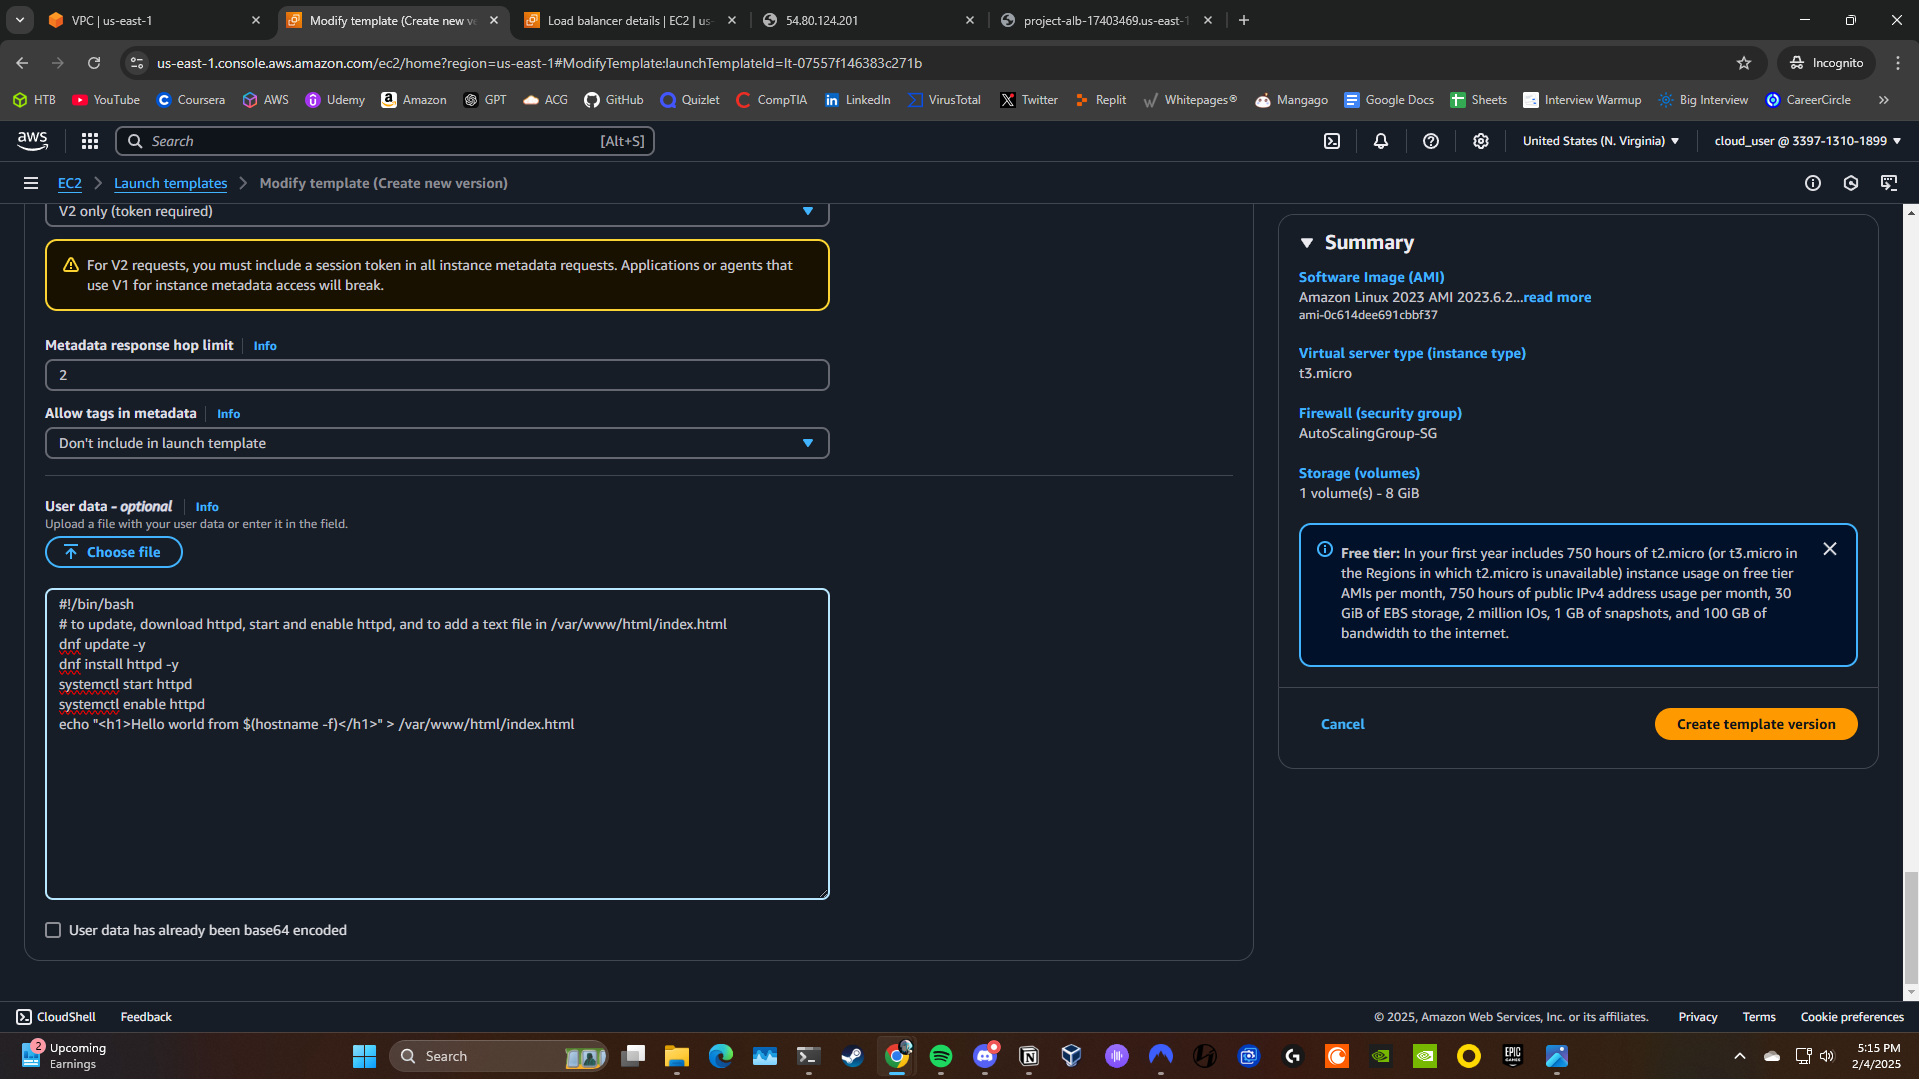 VPC | us-east-1
Modify template (Create new ve
Load balancer details | EC2 | us-
54.80.124.201
project-alb-17403469.us-east-1
us-east-1.console.aws.amazon.com/ec2/home?region=us-east-1#ModifyTemplate:launchTemplateId=lt-07557f146383c271b
Incognito
HTB
YouTube
Coursera
AWS
Udemy
Amazon
GPT
ACG
GitHub
Quizlet
CompTIA
LinkedIn
VirusTotal
Twitter
Replit
Whitepages®
Mangago
Google Docs
Sheets
Interview Warmup
Big Interview
CareerCircle
aws
Search
[Alt+S]
United States (N. Virginia)
cloud_user @ 3397-1310-1899
EC2
Launch templates
Modify template (Create new version)
V2 only (token required)
For V2 requests, you must include a session token in all instance metadata requests. Applications or agents that
use V1 for instance metadata access will break.
Metadata response hop limit
Info
2
Allow tags in metadata
Info
Don't include in launch template
User data - optional
Info
Upload a file with your user data or enter it in the field.
Choose file
#!/bin/bash
# to update, download httpd, start and enable httpd, and to add a text file in /var/www/html/index.html
dnf update -y
dnf install httpd -y
systemctl start httpd
systemctl enable httpd
echo "<h1>Hello world from $(hostname -f)</h1>" > /var/www/html/index.html
User data has already been base64 encoded
Summary
Software Image (AMI)
Amazon Linux 2023 AMI 2023.6.2...read more
ami-0c614dee691cbbf37
Virtual server type (instance type)
t3.micro
Firewall (security group)
AutoScalingGroup-SG
Storage (volumes)
1 volume(s) - 8 GiB
Free tier: In your first year includes 750 hours of t2.micro (or t3.micro in
the Regions in which t2.micro is unavailable) instance usage on free tier
AMIs per month, 750 hours of public IPv4 address usage per month, 30
GiB of EBS storage, 2 million IOs, 1 GB of snapshots, and 100 GB of
bandwidth to the internet.
Cancel
Create template version
CloudShell
Feedback
© 2025, Amazon Web Services, Inc. or its affiliates.
Privacy
Terms
Cookie preferences
2
Upcoming
Earnings
Search
EPIC
GAMES
5:15 PM
2/4/2025